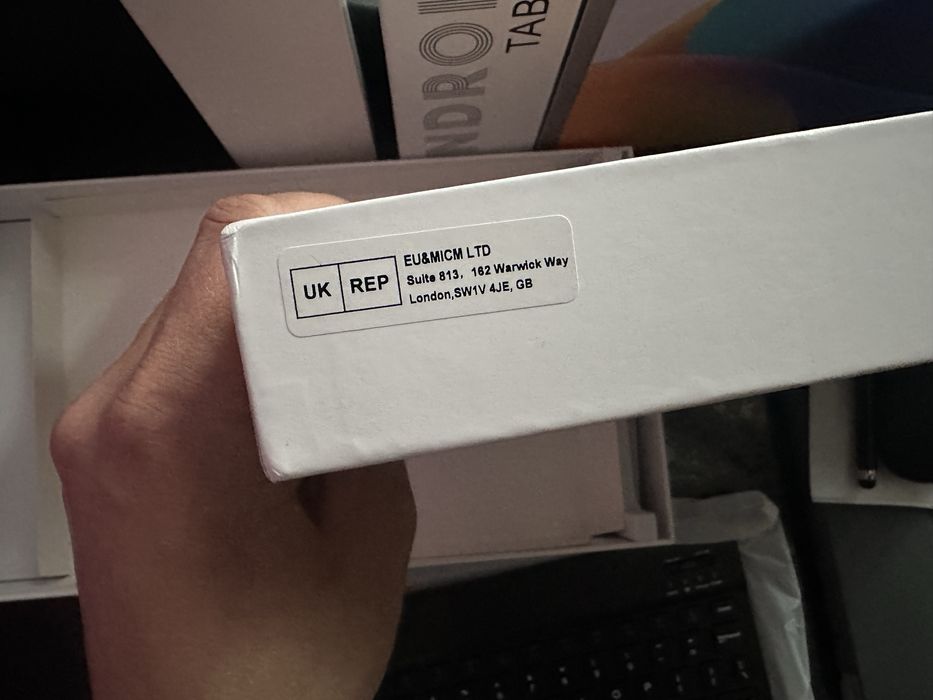 TAB
UK REP
EU&MICM LTD
Suite 813, 162 Warwick Way
London,SW1V 4JE, GB